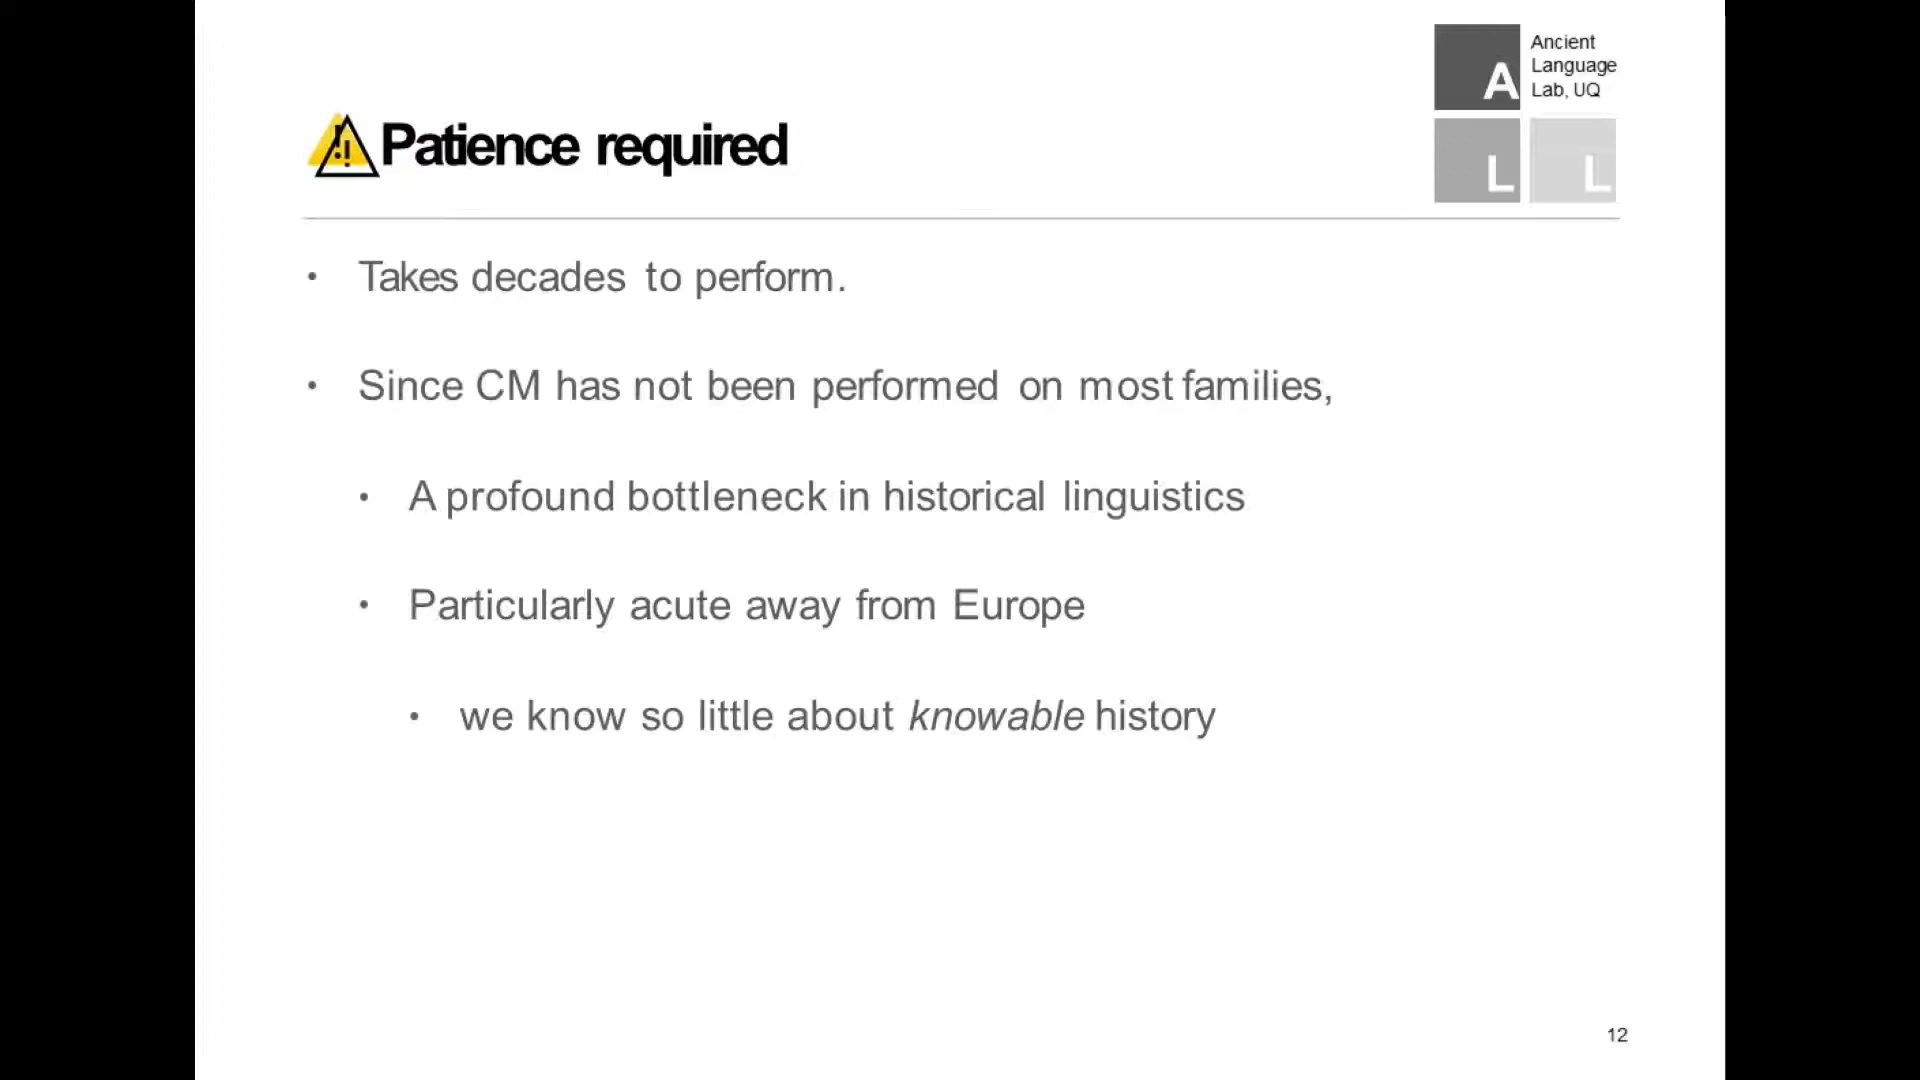 Ancient
Language
Lab, UQ
A
L L
Patience required
• Takes decades to perform.
• Since CM has not been performed on most families,
• A profound bottleneck in historical linguistics
• Particularly acute away from Europe
• we know so little about knowable history
12